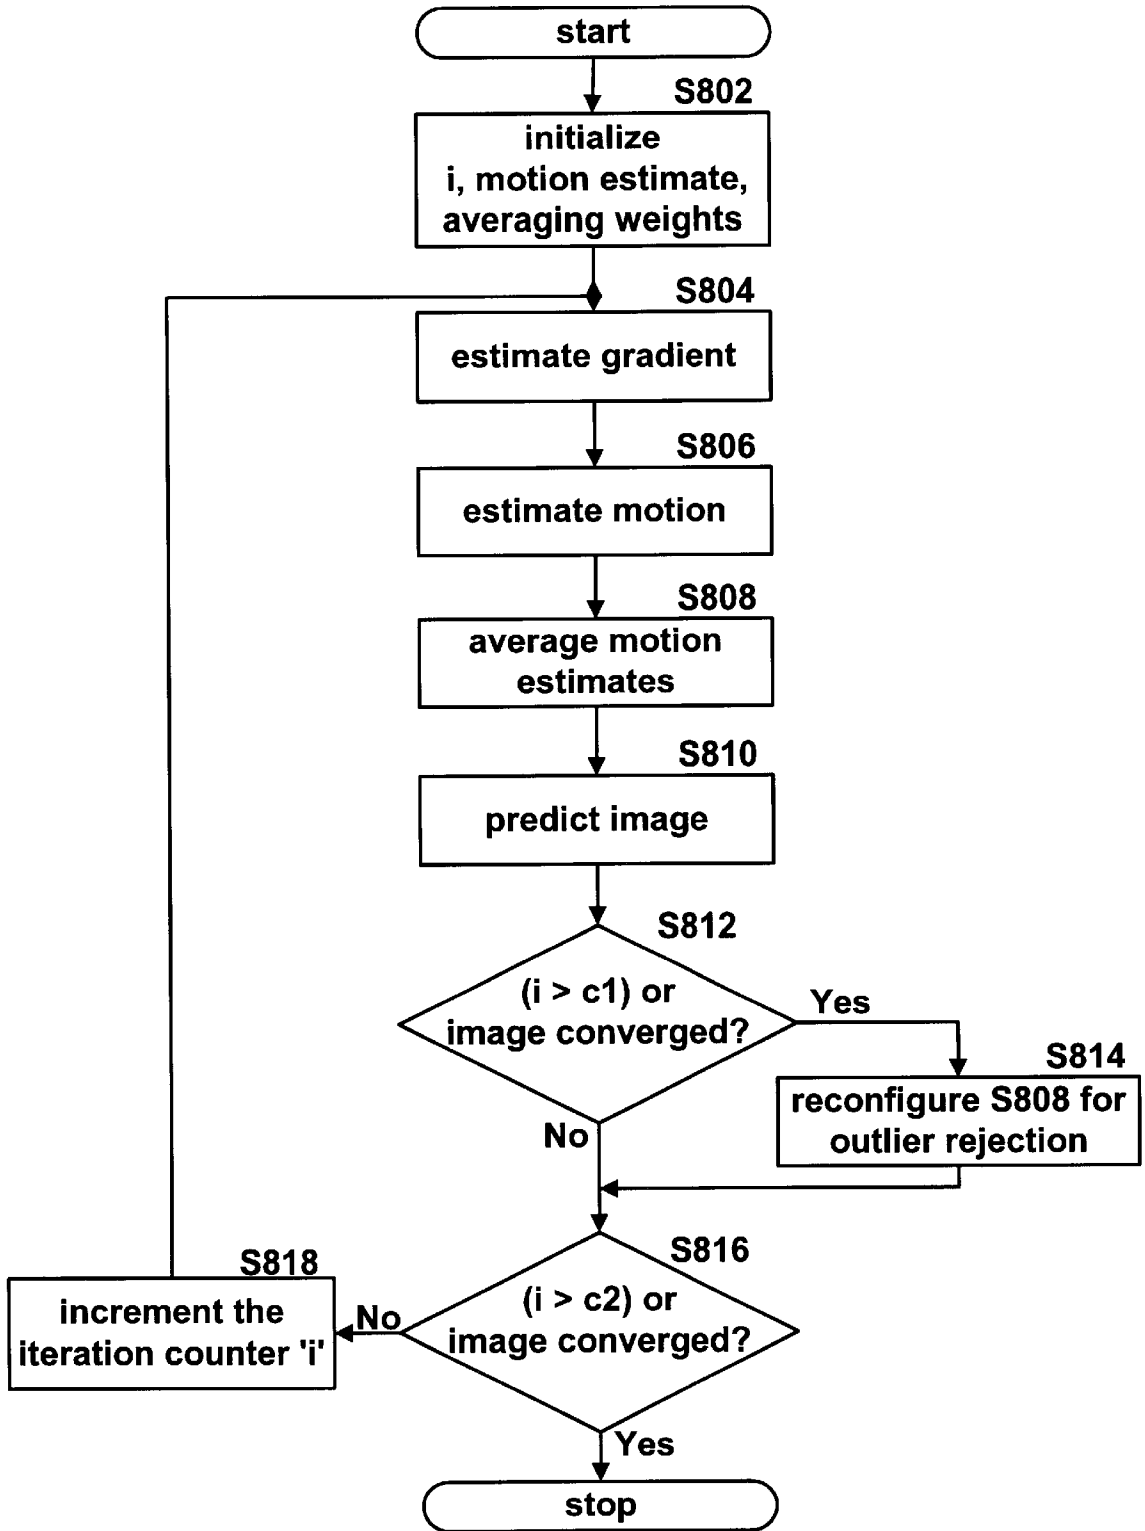 start
S802
initialize
i, motion estimate,
averaging weights
S804
estimate gradient
S806
estimate motion
S808
average motion
estimates
S810
predict image
S812
(i > c1) or
image converged?
Yes
S814
reconfigure S808 for
outlier rejection
No
S816
(i > c2) or
image converged?
No
S818
increment the
iteration counter 'i'
Yes
stop